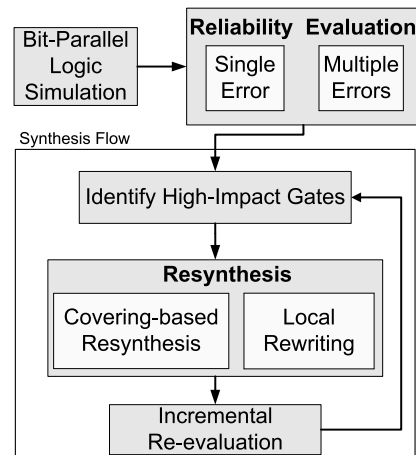 Bit-Parallel
Logic
Simulation
Reliability Evaluation
Single
Error
Multiple
Errors
Synthesis Flow
Identify High-Impact Gates
Resynthesis
Covering-based
Resynthesis
Local
Rewriting
Incremental
Re-evaluation